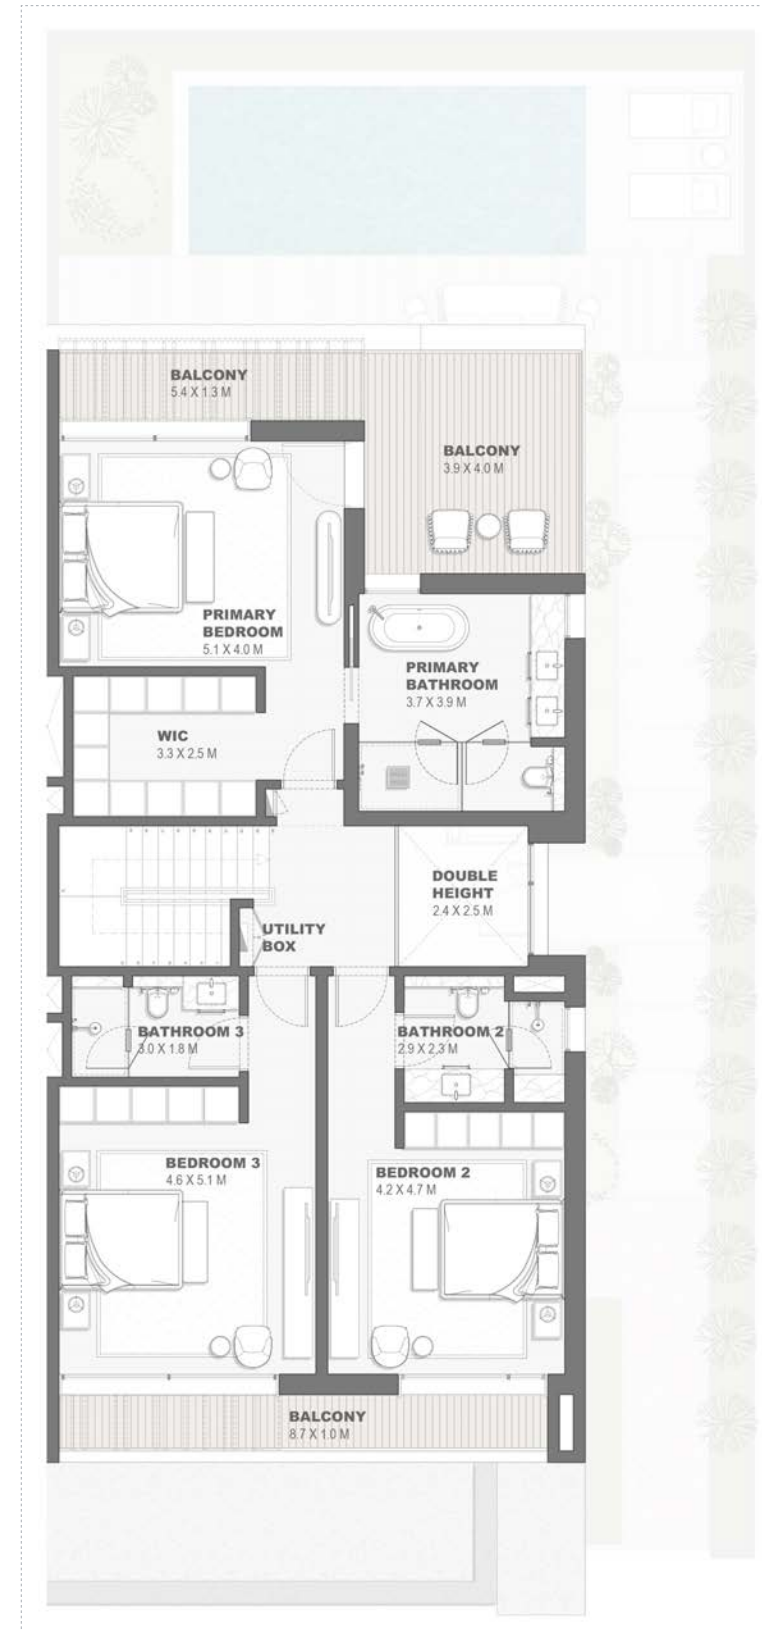 BALCONY
5.4 X 1.3 M
BALCONY
3.9 X 4.0 M
PRIMARY
BEDROOM
5.1 X 4.0 M
PRIMARY
BATHROOM
3.7 X 3.9 M
WIC
3.3 X 2.5 M
DOUBLE
HEIGHT
2.4 X 2.5 M
UTILITY
BOX
BATHROOM 3
3.0 X 1.8 M
BATHROOM 2
2.9 X 2.3 M
BEDROOM 3
4.6 X 5.1 M
BEDROOM 2
4.2 X 4.7 M
BALCONY
8.7 X 1.0 M